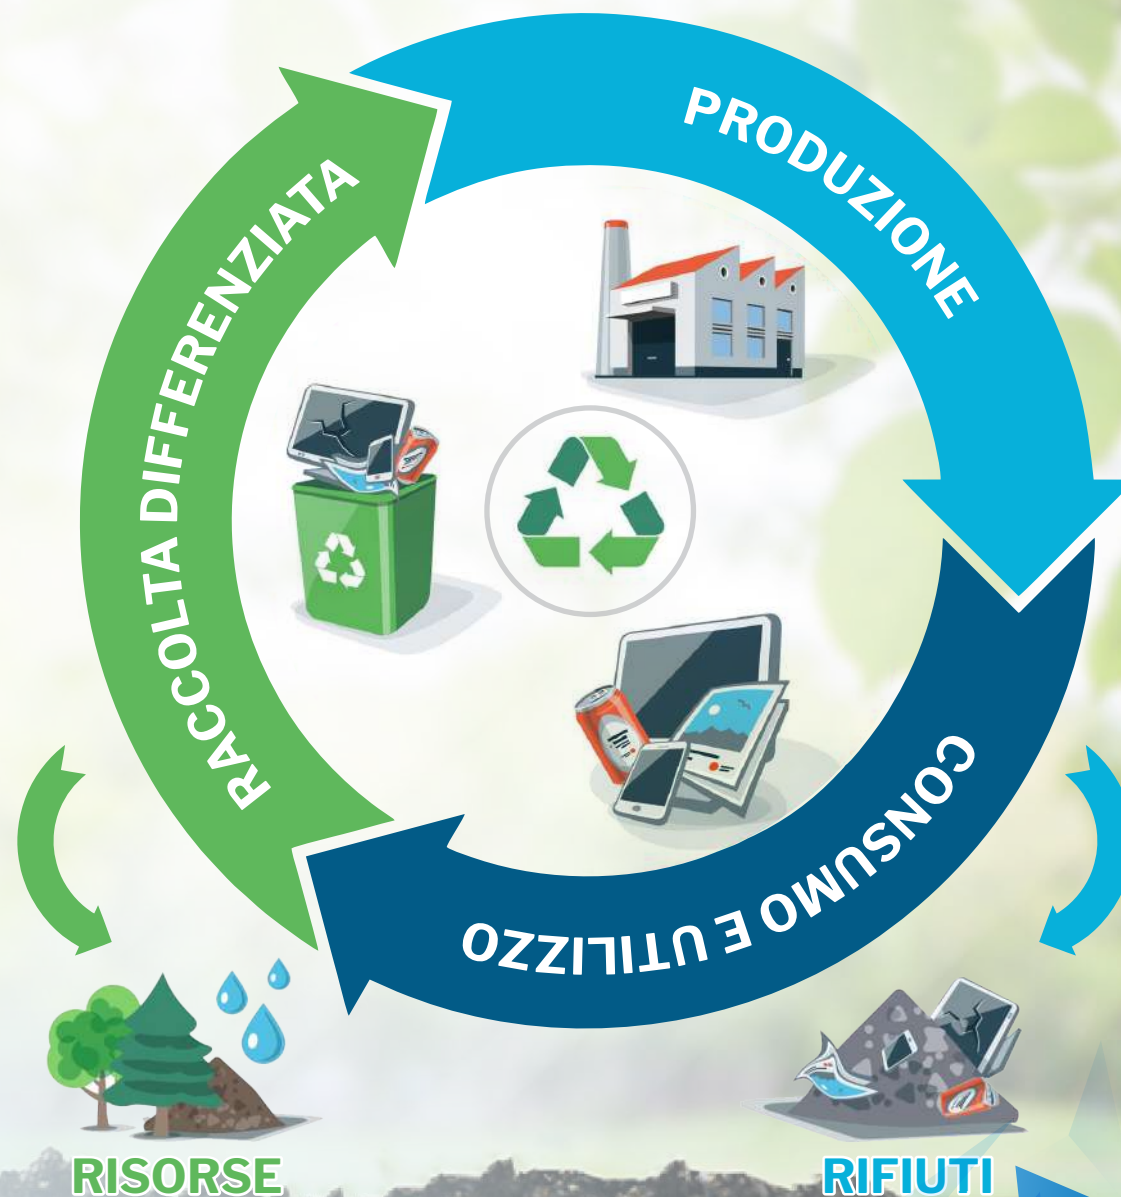 PRODUZIONE
CONSUMO E UTILIZZO
RACCOLTA DIFFERENZIATA
RISORSE
RIFIUTI